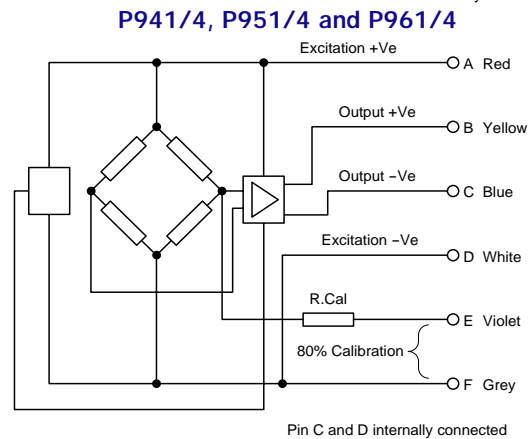 P941/4, P951/4 and P961/4
Excitation +Ve
A Red
Output +Ve
B Yellow
Output –Ve
C Blue
Excitation –Ve
D White
R.Cal
E Violet
80% Calibration
F Grey
Pin C and D internally connected